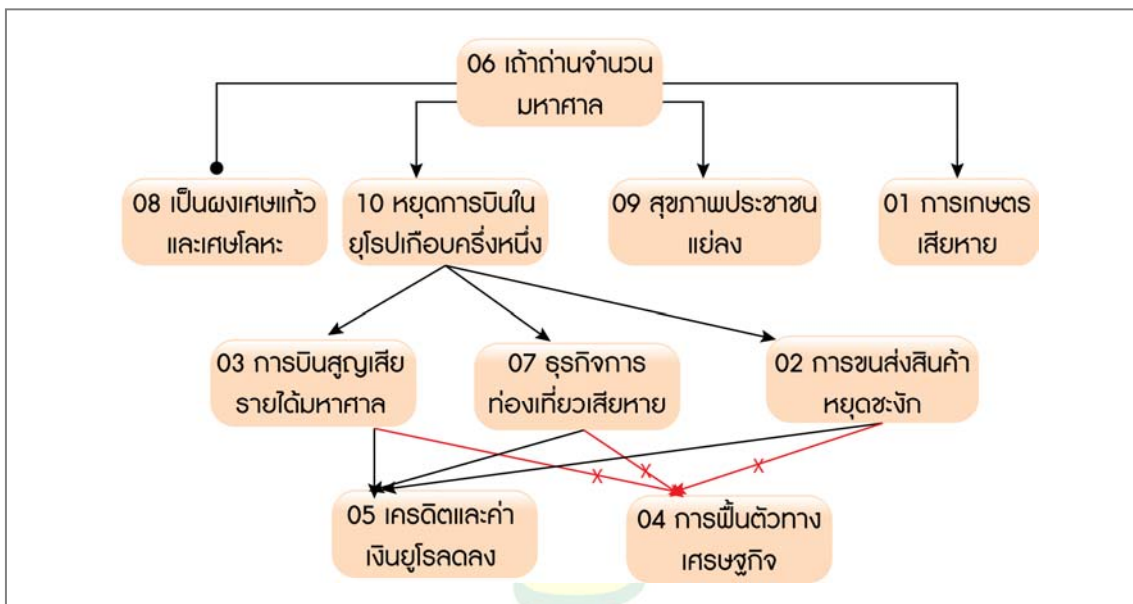 06 เถ้าถ่านจำนวน
มหาศาล
08 เป็นผงเศษแก้ว
และเศษโลหะ
10 หยุดการบินใน
ยุโรปเกือบครึ่งหนึ่ง
09 สุขภาพประชาชน
แย่ลง
01 การเกษตร
เสียหาย
03 การบินสูญเสีย
รายได้มหาศาล
07 ธุรกิจการ
ท่องเที่ยวเสียหาย
02 การขนส่งสินค้า
หยุดชะงัก
X
X
X
05 เครดิตและค่า
เงินยูโรลดลง
04 การฟื้นตัวทาง
เศรษฐกิจ